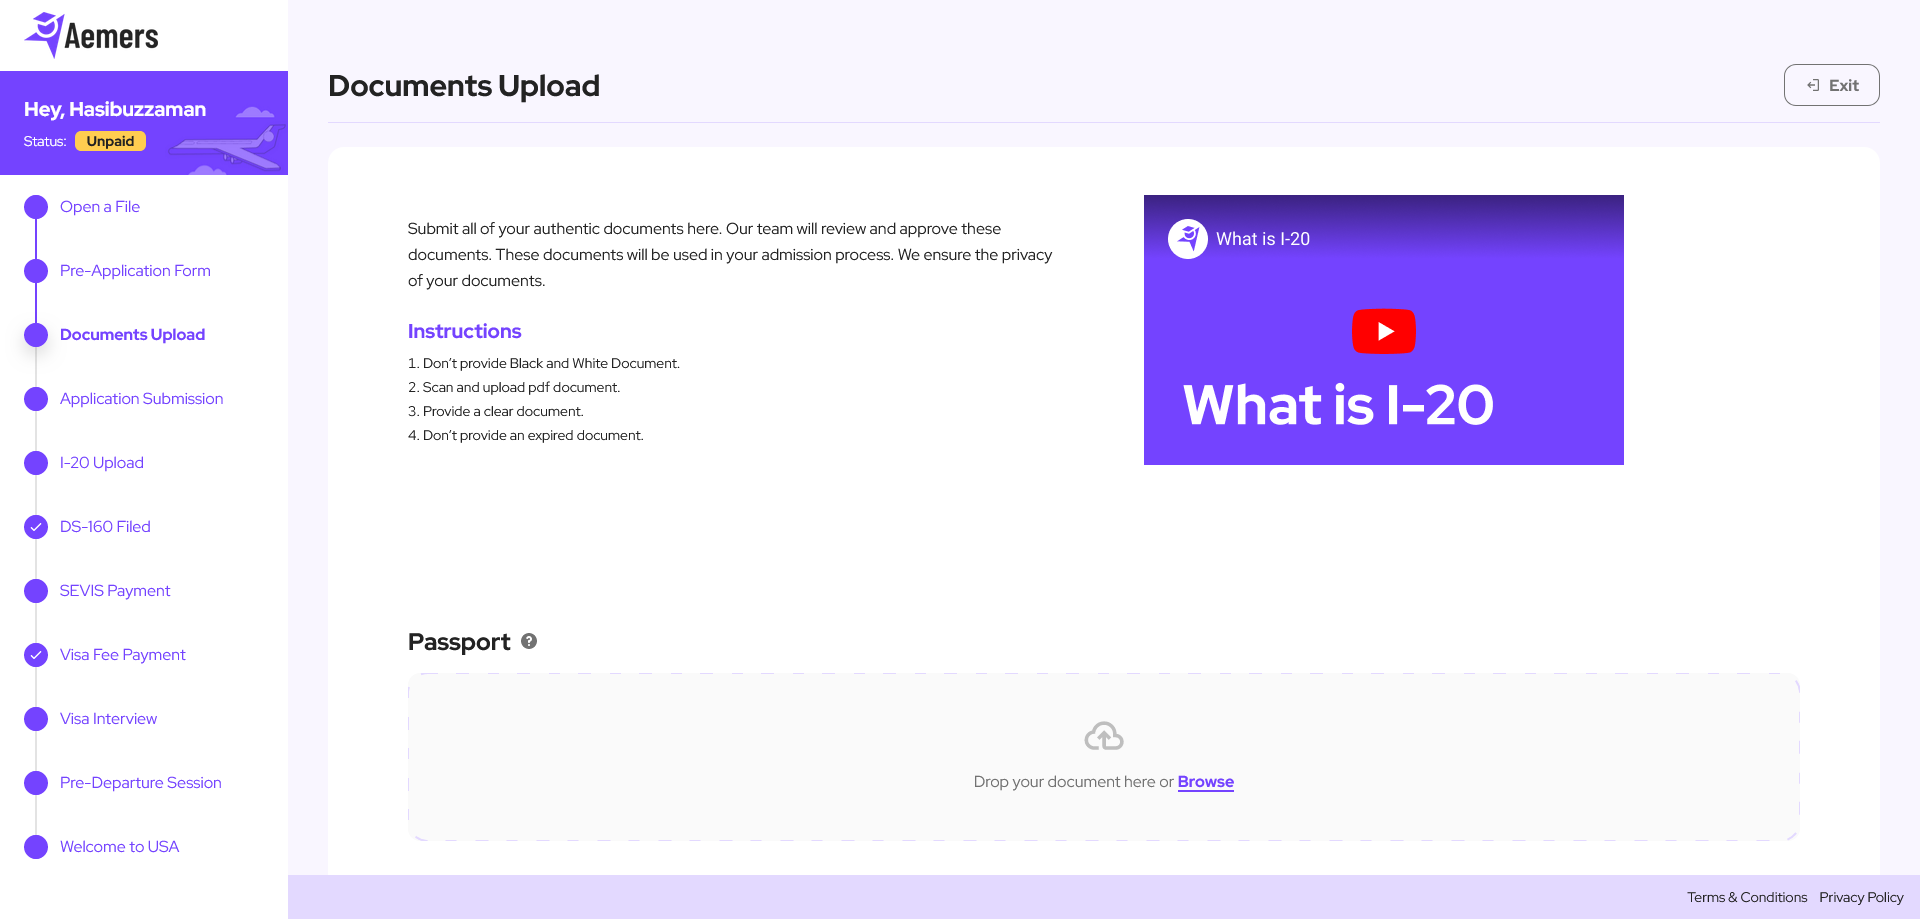 Aemers
Hey, Hasibuzzaman
Status: Unpaid
Open a File
Pre-Application Form
Documents Upload
Application Submission
I-20 Upload
DS-160 Filed
SEVIS Payment
Visa Fee Payment
Visa Interview
Pre-Departure Session
Welcome to USA
Documents Upload
Exit
Submit all of your authentic documents here. Our team will review and approve these
documents. These documents will be used in your admission process. We ensure the privacy
of your documents.
Instructions
1. Don’t provide Black and White Document.
2. Scan and upload pdf document.
3. Provide a clear document.
4. Don’t provide an expired document.
What is I-20
What is I-20
Passport ?
Drop your document here or Browse
Terms & Conditions Privacy Policy